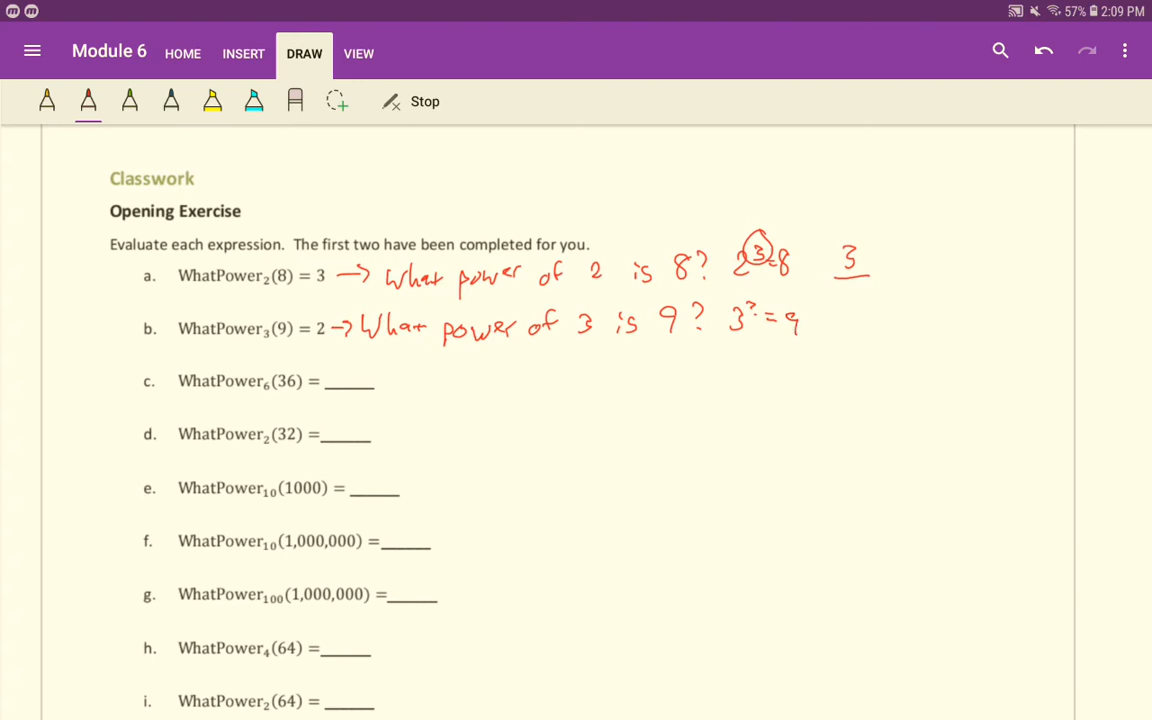 57% 2:09 PM
Module 6 HOME INSERT DRAW VIEW
Stop
Classwork
Opening Exercise
Evaluate each expression. The first two have been completed for you.
a. WhatPower₂(8) = 3 → What power of 2 is 8? 2³=8 3
b. WhatPower₃(9) = 2 → What power of 3 is 9? 3^? = 9
c. WhatPower₆(36) = ______
d. WhatPower₂(32) =______
e. WhatPower₁₀(1000) = ______
f. WhatPower₁₀(1,000,000) =______
g. WhatPower₁₀₀(1,000,000) =______
h. WhatPower₄(64) =______
i. WhatPower₂(64) = ______